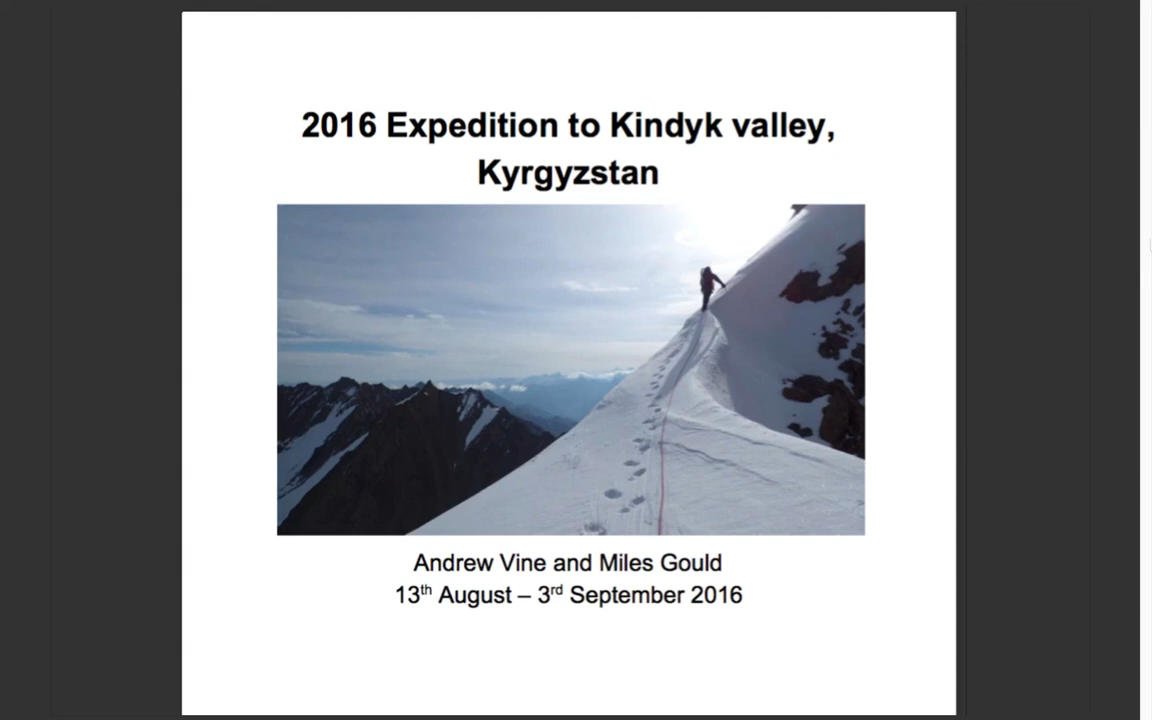 2016 Expedition to Kindyk valley,
Kyrgyzstan
Andrew Vine and Miles Gould
13th August – 3rd September 2016